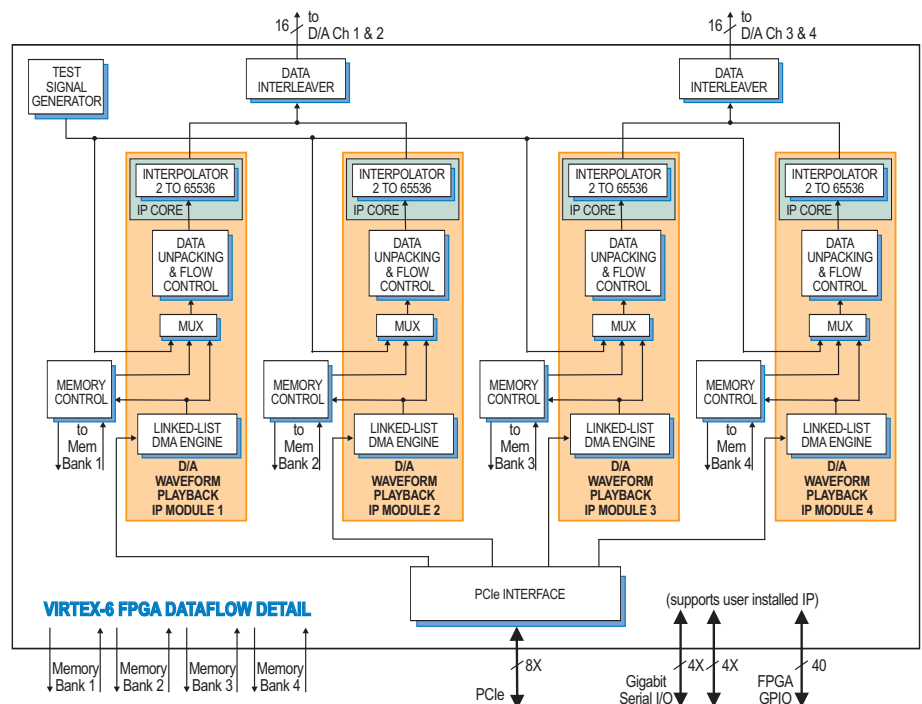 16
to
D/A Ch 1 & 2
16
to
D/A Ch 3 & 4
TEST
SIGNAL
GENERATOR
DATA
INTERLEAVER
DATA
INTERLEAVER
INTERPOLATOR
2 TO 65536
IP CORE
INTERPOLATOR
2 TO 65536
IP CORE
INTERPOLATOR
2 TO 65536
IP CORE
INTERPOLATOR
2 TO 65536
IP CORE
DATA
UNPACKING
& FLOW
CONTROL
DATA
UNPACKING
& FLOW
CONTROL
DATA
UNPACKING
& FLOW
CONTROL
DATA
UNPACKING
& FLOW
CONTROL
MUX
MUX
MUX
MUX
MEMORY
CONTROL
MEMORY
CONTROL
MEMORY
CONTROL
MEMORY
CONTROL
to
Mem
Bank 1
to
Mem
Bank 2
to
Mem
Bank 3
to
Mem
Bank 4
LINKED-LIST
DMA ENGINE
LINKED-LIST
DMA ENGINE
LINKED-LIST
DMA ENGINE
LINKED-LIST
DMA ENGINE
D/A
WAVEFORM
PLAYBACK
IP MODULE 1
D/A
WAVEFORM
PLAYBACK
IP MODULE 2
D/A
WAVEFORM
PLAYBACK
IP MODULE 3
D/A
WAVEFORM
PLAYBACK
IP MODULE 4
PCIe INTERFACE
VIRTEX-6 FPGA DATAFLOW DETAIL
(supports user installed IP)
Memory
Bank 1
Memory
Bank 2
Memory
Bank 3
Memory
Bank 4
8X
PCIe
4X
4X
Gigabit
Serial I/O
40
FPGA
GPIO